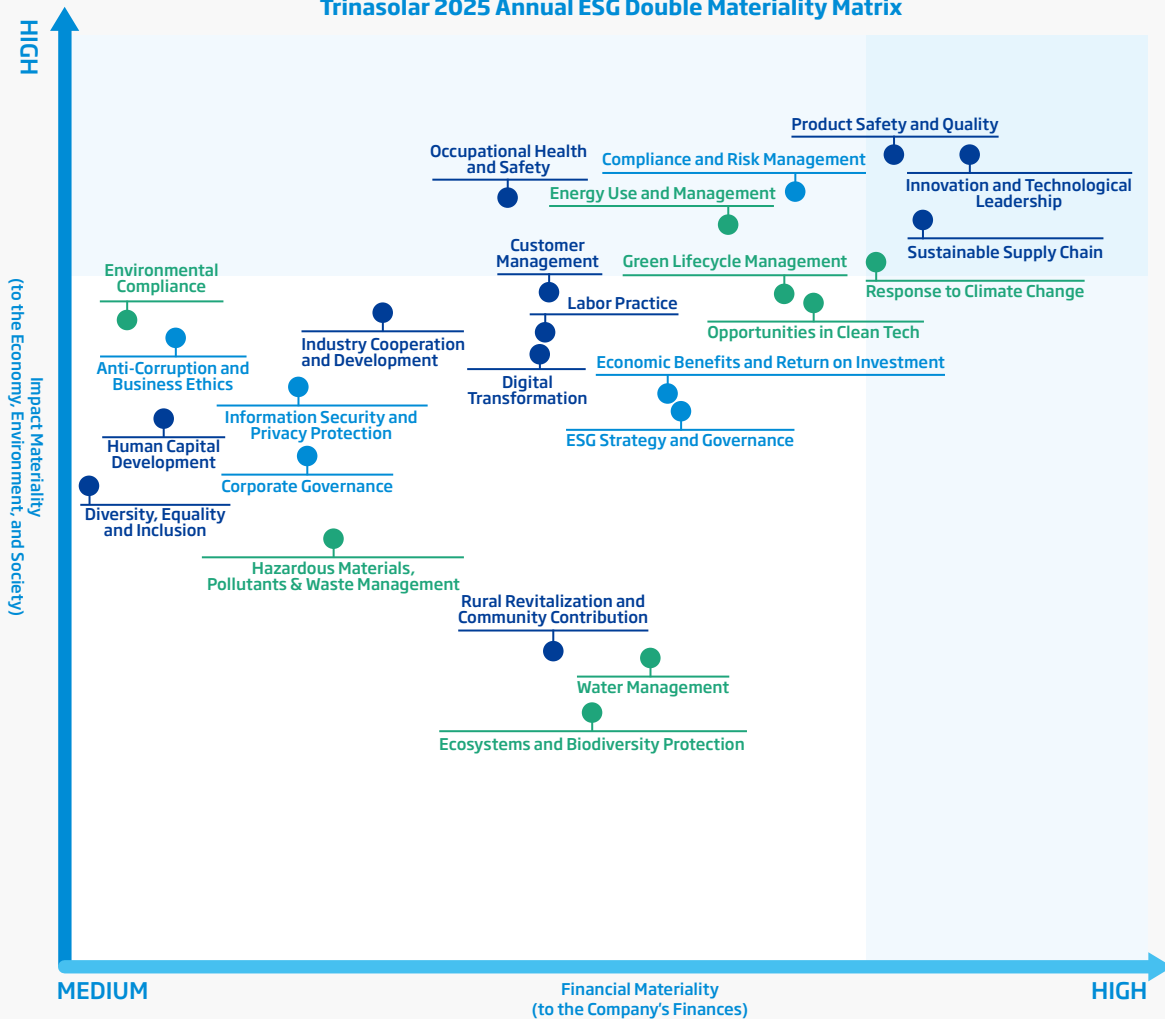 Trinasolar 2025 Annual ESG Double Materiality Matrix
HIGH
Product Safety and Quality
Occupational Health
and Safety
Compliance and Risk Management
Innovation and Technological
Leadership
Energy Use and Management
Customer
Management
Sustainable Supply Chain
Green Lifecycle Management
Environmental
Compliance
Response to Climate Change
Labor Practice
Opportunities in Clean Tech
Industry Cooperation
and Development
Anti-Corruption and
Business Ethics
Economic Benefits and Return on Investment
Digital
Transformation
Information Security and
Privacy Protection
ESG Strategy and Governance
Human Capital
Development
Corporate Governance
Diversity, Equality
and Inclusion
Hazardous Materials,
Pollutants & Waste Management
Rural Revitalization and
Community Contribution
Water Management
Ecosystems and Biodiversity Protection
Impact Materiality
(to the Economy, Environment, and Society)
MEDIUM
Financial Materiality
(to the Company's Finances)
HIGH